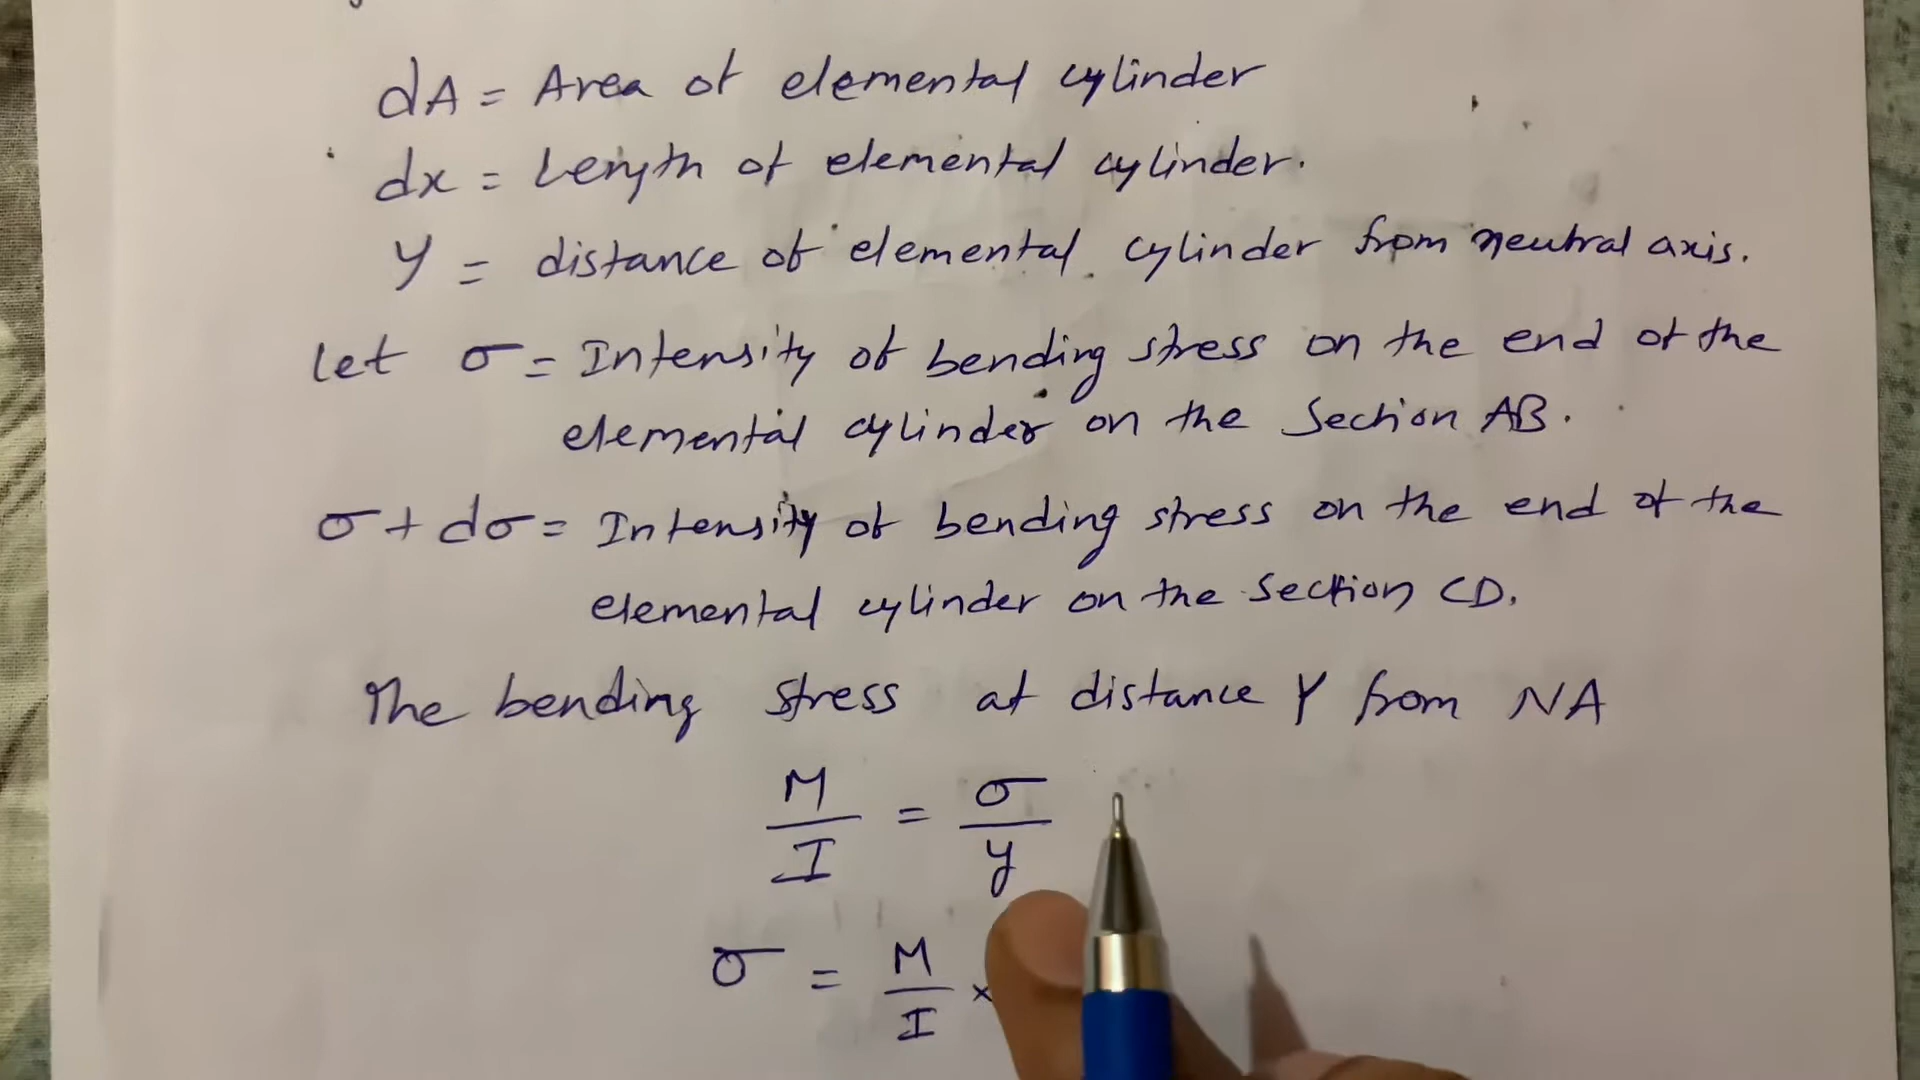 dA = Area of elemental cylinder
dx = Length of elemental cylinder.
y = distance of elemental cylinder from neutral axis.
Let σ = Intensity of bending stress on the end of the
elemental cylinder on the Section AB.
σ + dσ = Intensity of bending stress on the end of the
elemental cylinder on the Section CD.
The bending stress at distance Y from NA
M/I = σ/y
σ = M/I ×